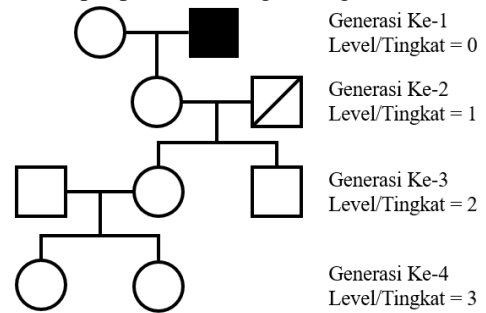 Generasi Ke-1
Level/Tingkat = 0
Generasi Ke-2
Level/Tingkat = 1
Generasi Ke-3
Level/Tingkat = 2
Generasi Ke-4
Level/Tingkat = 3